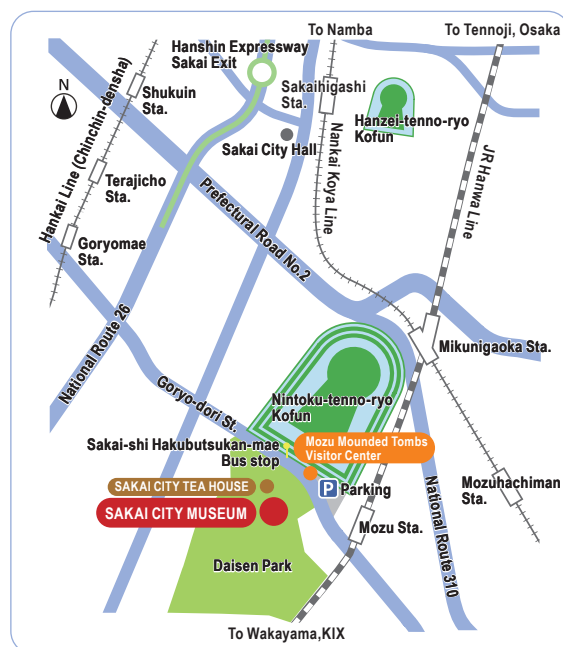 To Namba
To Tennoji, Osaka
Hanshin Expressway
Sakai Exit
N
Shukuin
Sta.
Sakaihigashi
Sta.
Hanzei-tenno-ryo
Kofun
Sakai City Hall
Hankai Line (Chinchin-densha)
Nankai Koya Line
JR Hanwa Line
Terajicho
Sta.
Prefectural Road No.2
Goryomae
Sta.
National Route 26
Mikunigaoka Sta.
Goryo-dori St.
Nintoku-tenno-ryo
Kofun
Sakai-shi Hakubutsukan-mae
Bus stop
Mozu Mounded Tombs
Visitor Center
SAKAI CITY TEA HOUSE
P Parking
Mozuhachiman
Sta.
SAKAI CITY MUSEUM
Mozu Sta.
National Route 310
Daisen Park
To Wakayama,KIX